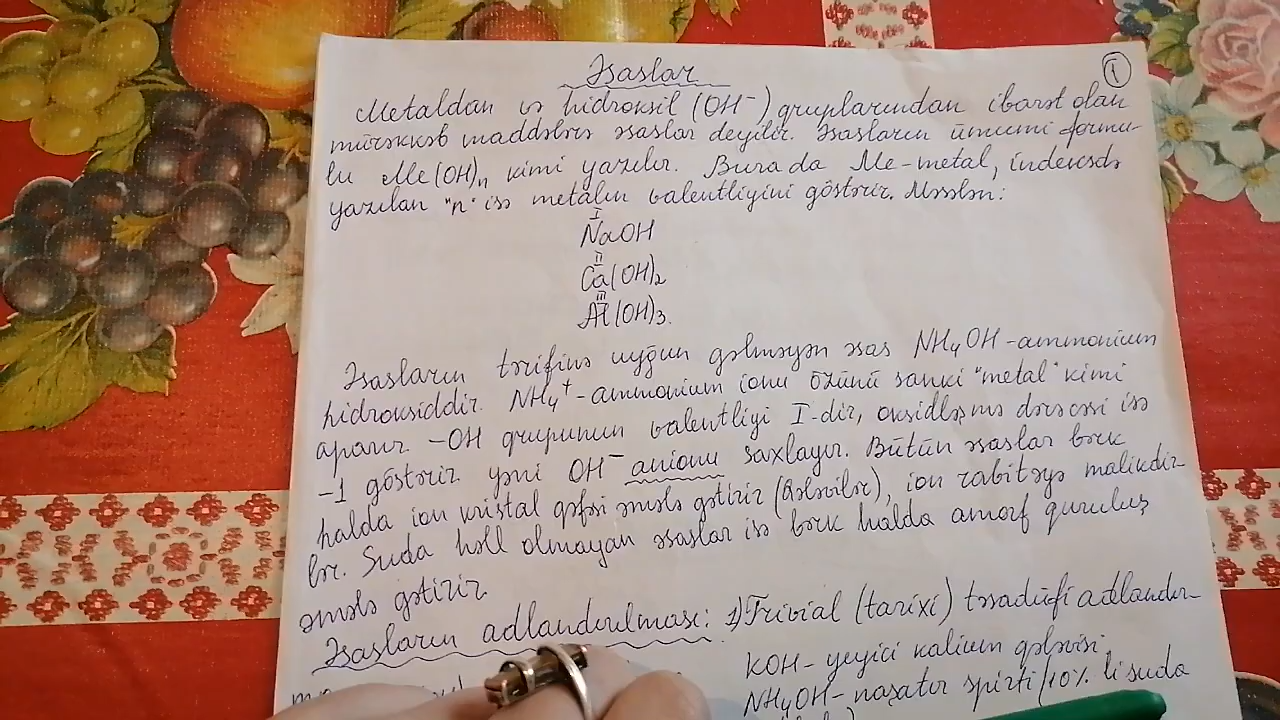 Əsaslar
1
Metaldan və hidroksil (OH⁻) qruplarından ibarət olan
mürəkkəb maddələrə əsaslar deyilir. Əsasların ümumi formu-
lu Me(OH)n kimi yazılır. Burada Me-metal, indeksdə
yazılan "n" isə metalın valentliyini göstərir. Məsələn:
I
NaOH
II
Ca(OH)₂
III
Al(OH)₃.
Əsasların tərifinə uyğun gəlməyən əsas NH₄OH-ammonium
hidroksiddir. NH₄⁺-ammonium ionu özünü sanki "metal" kimi
aparır -OH qrupunun valentliyi I-dir, oksidləşmə dərəcəsi isə
-1 göstərir yəni OH⁻ anionu saxlayır. Bütün əsaslar bərk
halda ion kristal qəfəsi əmələ gətirir (Qələvilər), ion rabitəyə malikdir-
lər. Suda həll olmayan əsaslar isə bərk halda amorf quruluş
əmələ gətirir
Əsasların adlandırılması: 1) Trivial (tarixi) təsadüfi adlandır-
KOH- yeyici kalium qələvisi
NH₄OH- naşatır spirti (10% li suda